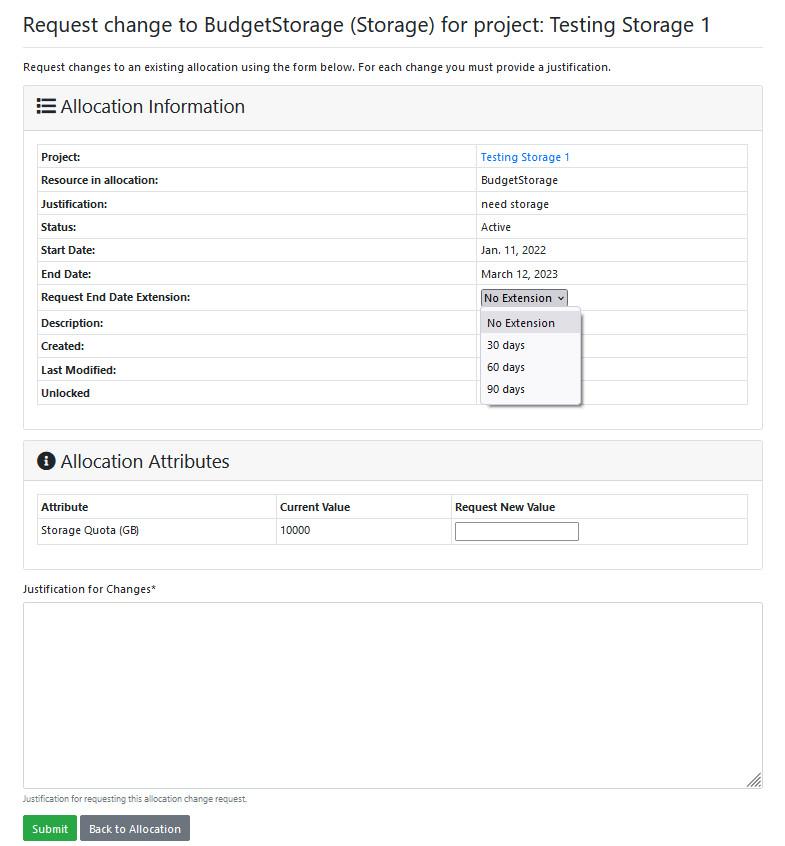 Request change to BudgetStorage (Storage) for project: Testing Storage 1
Request changes to an existing allocation using the form below. For each change you must provide a justification.
Allocation Information
Project: Testing Storage 1
Resource in allocation: BudgetStorage
Justification: need storage
Status: Active
Start Date: Jan. 11, 2022
End Date: March 12, 2023
Request End Date Extension: No Extension
Description: No Extension
Created: 30 days
Last Modified: 60 days
Unlocked 90 days
Allocation Attributes
Attribute Current Value Request New Value
Storage Quota (GB) 10000
Justification for Changes*
Justification for requesting this allocation change request.
Submit Back to Allocation